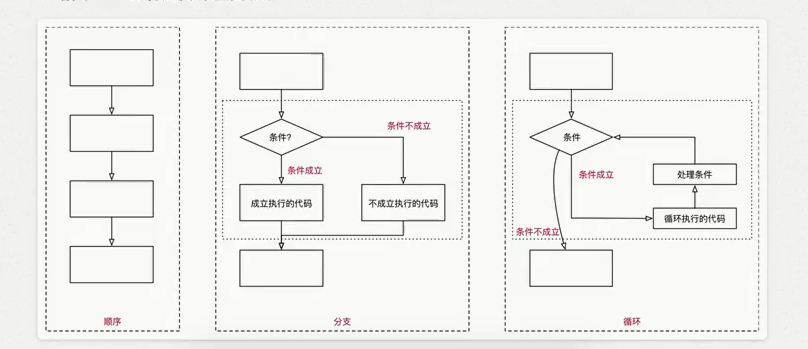 顺序
条件?
条件不成立
条件成立
成立执行的代码
不成立执行的代码
分支
条件
条件成立
处理条件
循环执行的代码
条件不成立
循环